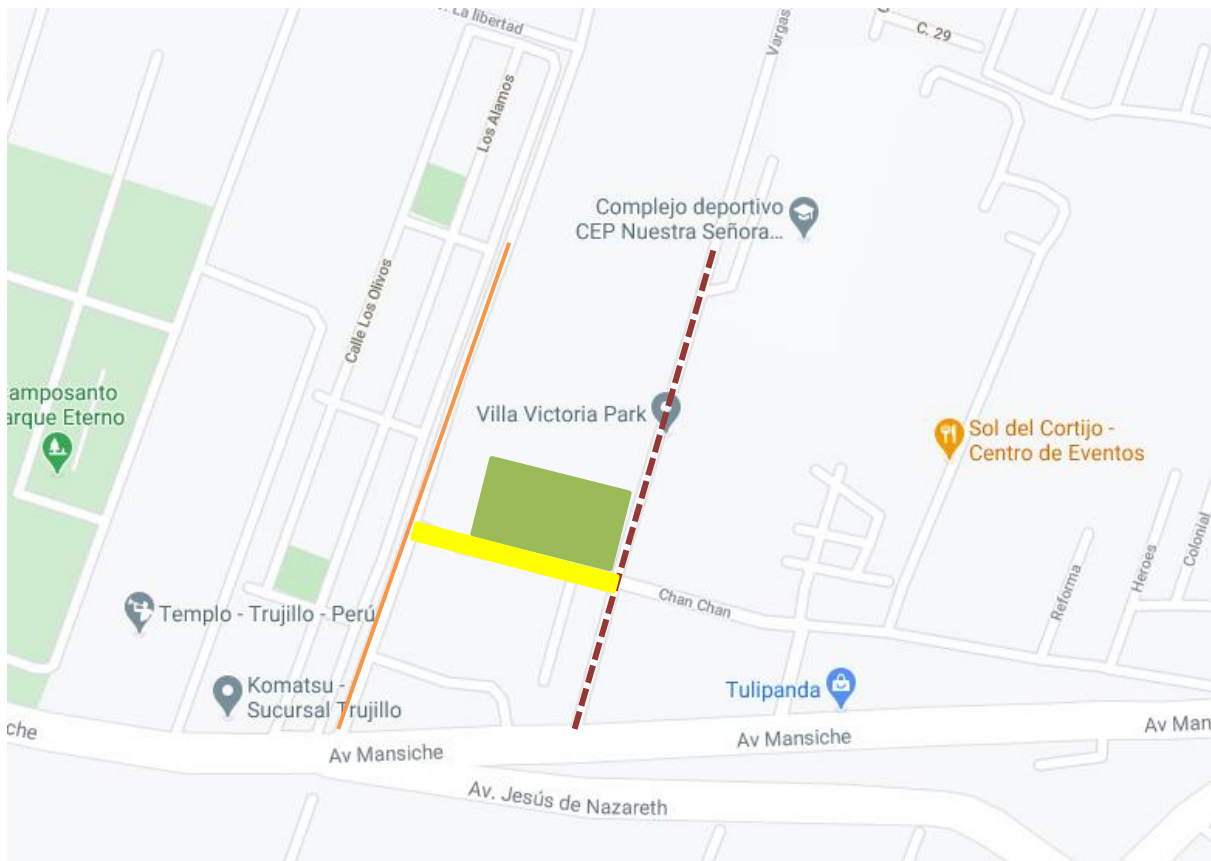 . La libertad
Vargas
C. 29
Los Alamos
Complejo deportivo
CEP Nuestra Señora...
Calle Los Olivos
amposanto
arque Eterno
Villa Victoria Park
Sol del Cortijo -
Centro de Eventos
Colonial
Heroes
Reforma
Chan Chan
Templo - Trujillo - Perú
Komatsu -
Sucursal Trujillo
Tulipanda
che
Av Mansiche
Av Mansiche
Av Man
Av. Jesús de Nazareth